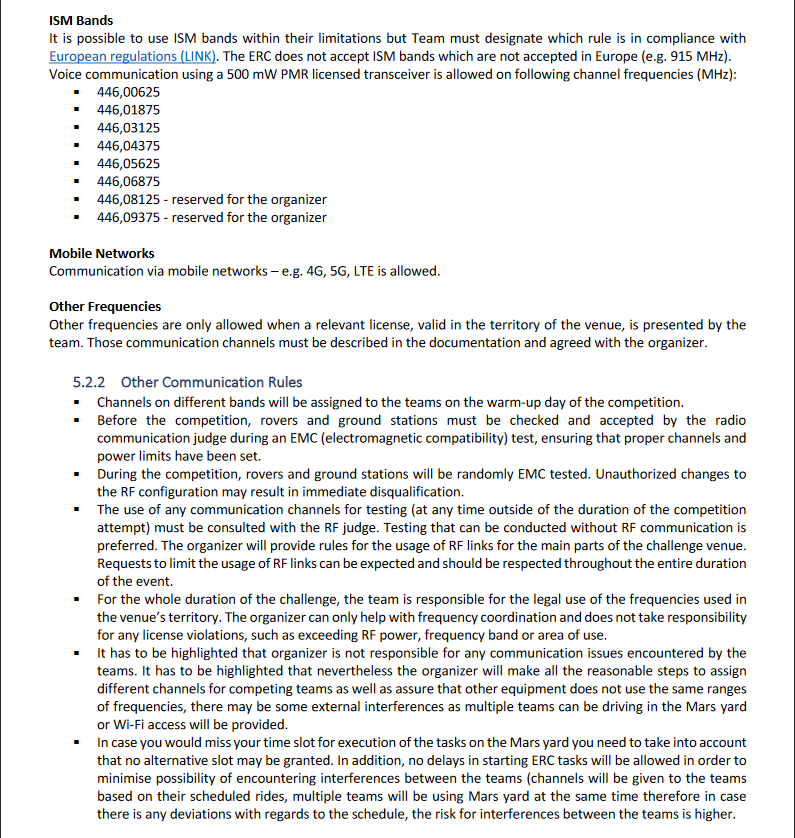 ISM Bands
It is possible to use ISM bands within their limitations but Team must designate which rule is in compliance with
European regulations (LINK). The ERC does not accept ISM bands which are not accepted in Europe (e.g. 915 MHz).
Voice communication using a 500 mW PMR licensed transceiver is allowed on following channel frequencies (MHz):
▪ 446,00625
▪ 446,01875
▪ 446,03125
▪ 446,04375
▪ 446,05625
▪ 446,06875
▪ 446,08125 - reserved for the organizer
▪ 446,09375 - reserved for the organizer
Mobile Networks
Communication via mobile networks – e.g. 4G, 5G, LTE is allowed.
Other Frequencies
Other frequencies are only allowed when a relevant license, valid in the territory of the venue, is presented by the
team. Those communication channels must be described in the documentation and agreed with the organizer.
5.2.2 Other Communication Rules
▪ Channels on different bands will be assigned to the teams on the warm-up day of the competition.
▪ Before the competition, rovers and ground stations must be checked and accepted by the radio
communication judge during an EMC (electromagnetic compatibility) test, ensuring that proper channels and
power limits have been set.
▪ During the competition, rovers and ground stations will be randomly EMC tested. Unauthorized changes to
the RF configuration may result in immediate disqualification.
▪ The use of any communication channels for testing (at any time outside of the duration of the competition
attempt) must be consulted with the RF judge. Testing that can be conducted without RF communication is
preferred. The organizer will provide rules for the usage of RF links for the main parts of the challenge venue.
Requests to limit the usage of RF links can be expected and should be respected throughout the entire duration
of the event.
▪ For the whole duration of the challenge, the team is responsible for the legal use of the frequencies used in
the venue's territory. The organizer can only help with frequency coordination and does not take responsibility
for any license violations, such as exceeding RF power, frequency band or area of use.
▪ It has to be highlighted that organizer is not responsible for any communication issues encountered by the
teams. It has to be highlighted that nevertheless the organizer will make all the reasonable steps to assign
different channels for competing teams as well as assure that other equipment does not use the same ranges
of frequencies, there may be some external interferences as multiple teams can be driving in the Mars yard
or Wi-Fi access will be provided.
▪ In case you would miss your time slot for execution of the tasks on the Mars yard you need to take into account
that no alternative slot may be granted. In addition, no delays in starting ERC tasks will be allowed in order to
minimise possibility of encountering interferences between the teams (channels will be given to the teams
based on their scheduled rides, multiple teams will be using Mars yard at the same time therefore in case
there is any deviations with regards to the schedule, the risk for interferences between the teams is higher.